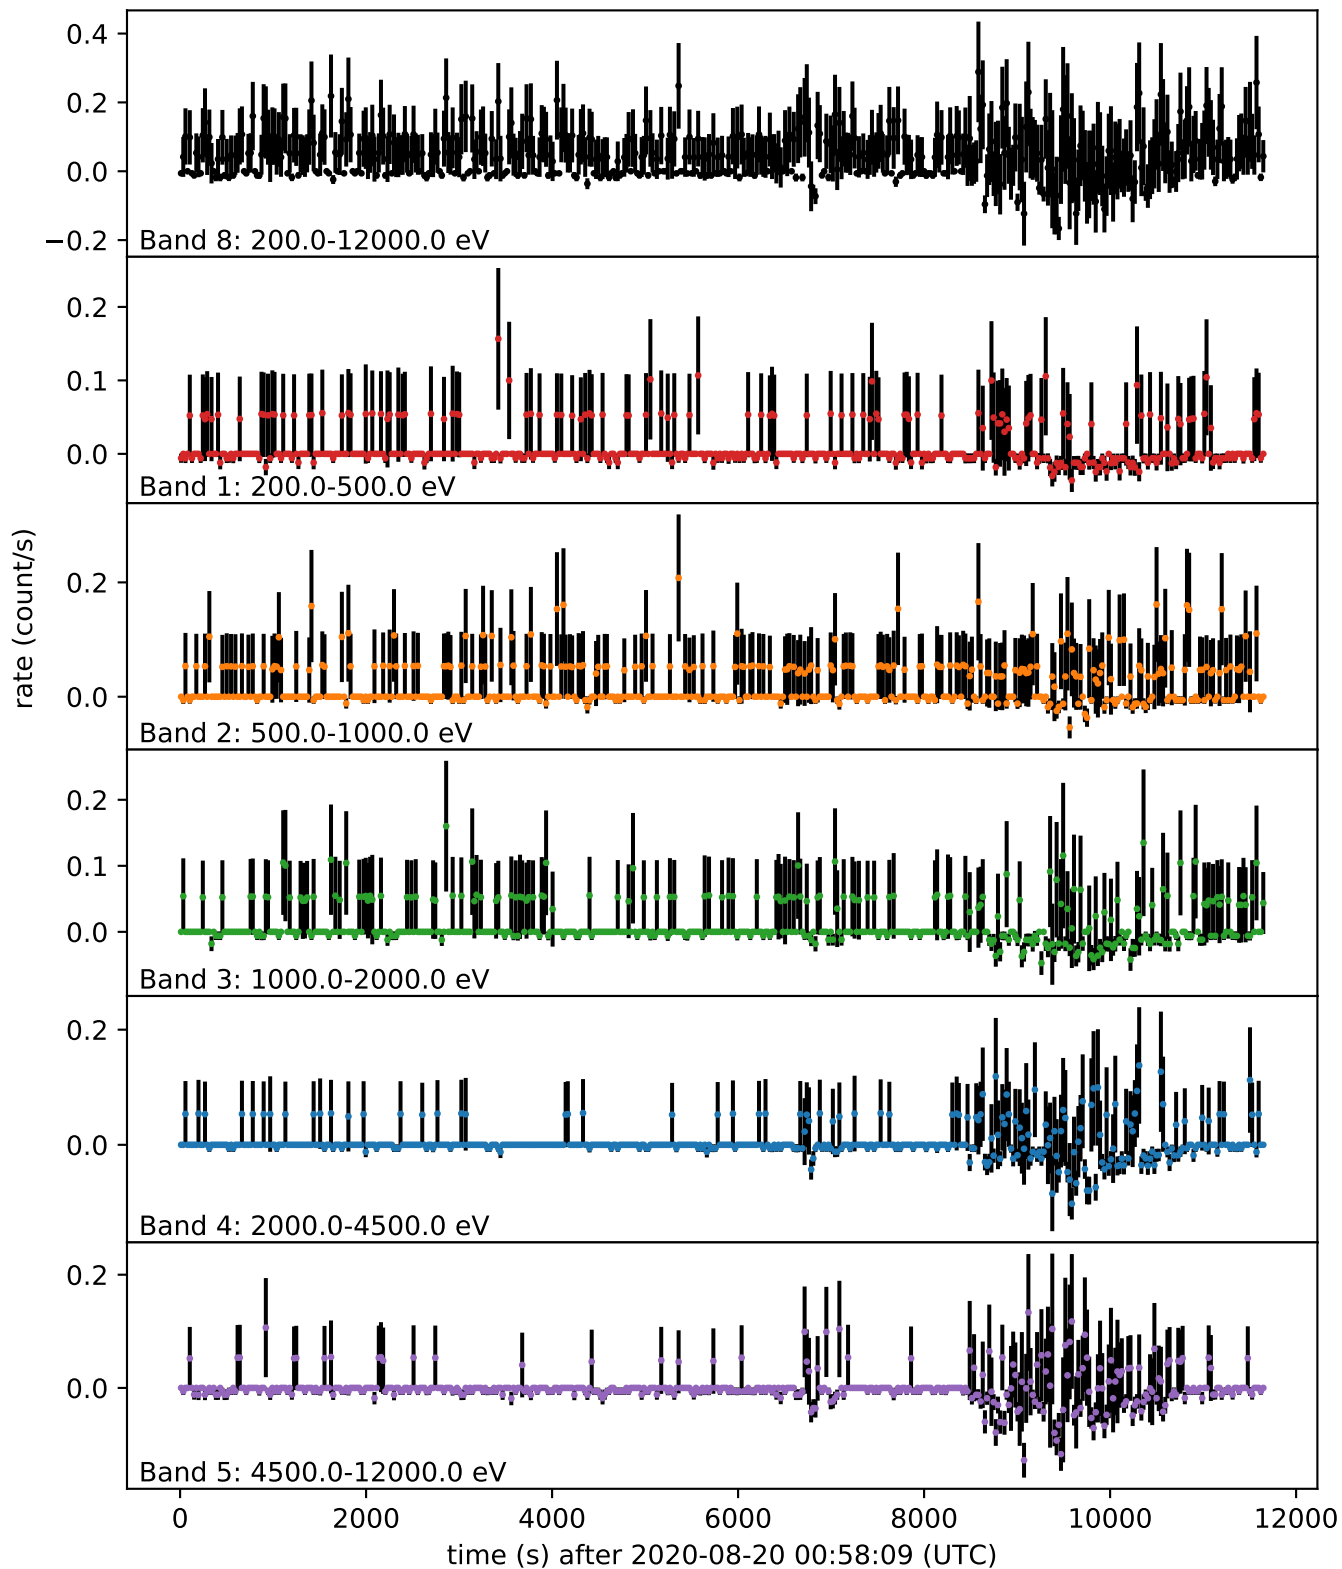 0.4
0.2
0.0
−0.2
Band 8: 200.0-12000.0 eV
0.2
0.1
0.0
Band 1: 200.0-500.0 eV
0.2
0.0
Band 2: 500.0-1000.0 eV
0.2
0.1
0.0
Band 3: 1000.0-2000.0 eV
0.2
0.0
Band 4: 2000.0-4500.0 eV
0.2
0.0
Band 5: 4500.0-12000.0 eV
rate (count/s)
0 2000 4000 6000 8000 10000 12000
time (s) after 2020-08-20 00:58:09 (UTC)